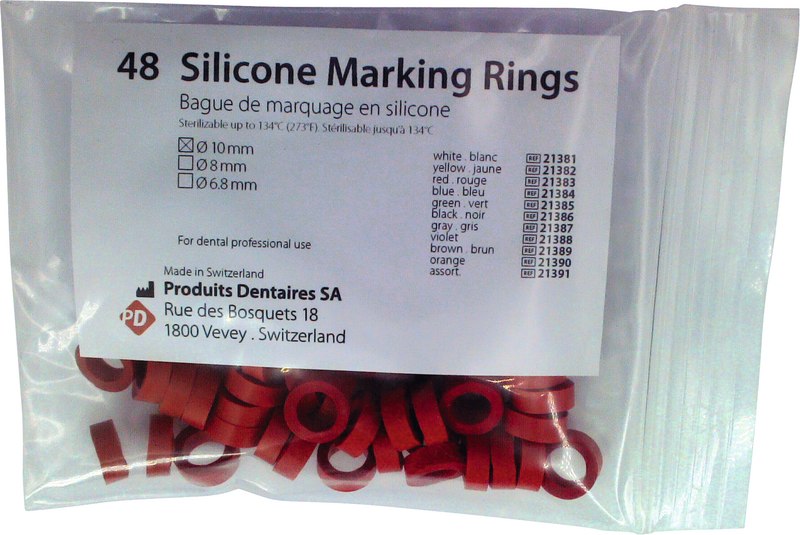 48 Silicone Marking Rings
Bague de marquage en silicone
Sterilizable up to 134°C (273°F). Stérilisable jusqu'à 134°C
Ø 10 mm
Ø 8 mm
Ø 6.8 mm
white . blanc REF 21381
yellow . jaune REF 21382
red . rouge REF 21383
blue . bleu REF 21384
green . vert REF 21385
black . noir REF 21386
gray . gris REF 21387
violet REF 21388
brown . brun REF 21389
orange REF 21390
assort. REF 21391
For dental professional use
Made in Switzerland
Produits Dentaires SA
PD
Rue des Bosquets 18
1800 Vevey . Switzerland